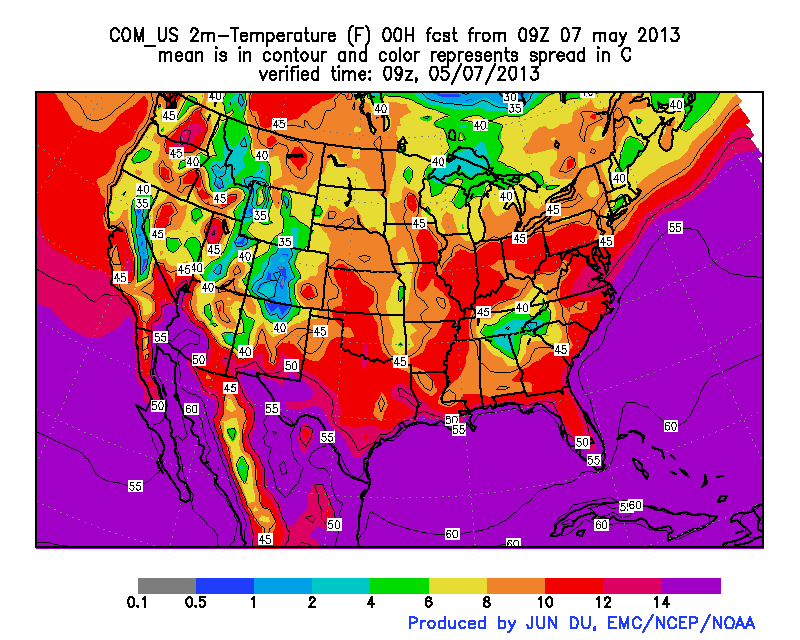 COM_US 2m-Temperature (F) 00H fcst from 09Z 07 may 2013
mean is in contour and color represents spread in C
verified time: 09z, 05/07/2013
40 40 30 40 40
45 45 35
45 40 40 40
40 45 35 35 45 40 45 40
45 45 35 45 45 55
45 45 40 40 40
45 40 45 40
55 40 45
50 40 50 45 45
45
50 60 55 50 55 60
55 50 55
55
50 60 60
45 60 60
0.1 0.5 1 2 4 6 8 10 12 14
Produced by JUN DU, EMC/NCEP/NOAA